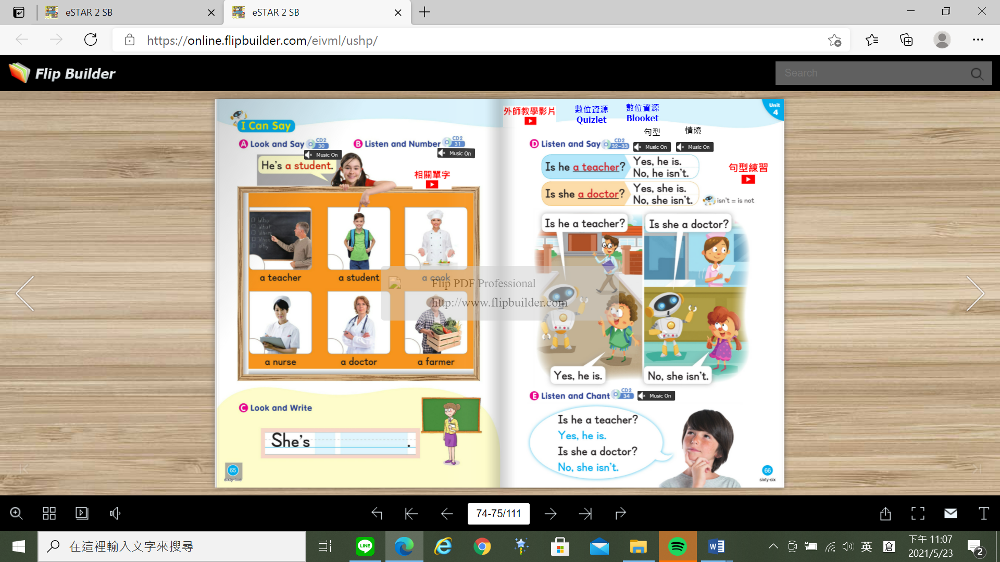 eSTAR 2 SB
eSTAR 2 SB
https://online.flipbuilder.com/eivml/ushp/
Flip Builder
Search
I Can Say
A Look and Say CD2 30
Music On
B Listen and Number CD2 31
Music On
He's a student.
相關單字
a teacher
a student
a cook
a nurse
a doctor
a farmer
C Look and Write
She's .
65
sixty-five
外師教學影片
數位資源
Quizlet
數位資源
Blooket
Unit
4
句型
情境
D Listen and Say CD2 32-33
Music On
Music On
Is he a teacher?
Yes, he is.
No, he isn't.
句型練習
Is she a doctor?
Yes, she is.
No, she isn't.
isn't = is not
Is he a teacher?
Is she a doctor?
Yes, he is.
No, she isn't.
E Listen and Chant CD2 34
Music On
Is he a teacher?
Yes, he is.
Is she a doctor?
No, she isn't.
66
sixty-six
Flip PDF Professional
http://www.flipbuilder.com
74-75/111
在這裡輸入文字來搜尋
LINE
英
倉
下午 11:07
2021/5/23
2